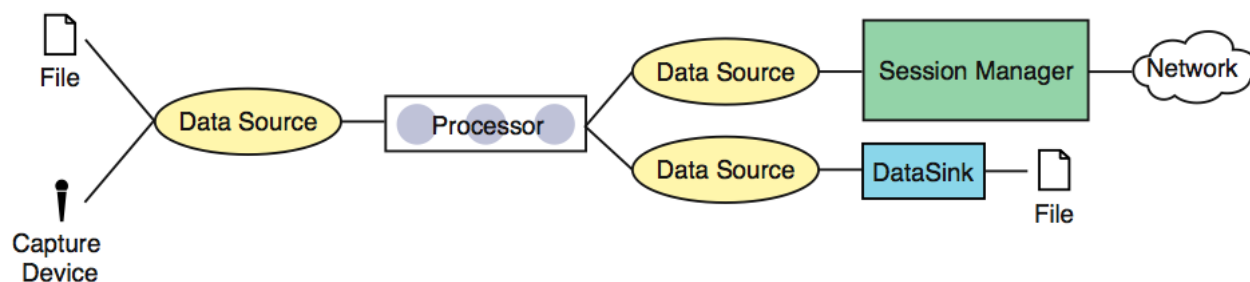 File
Capture
Device
Data Source
Processor
Data Source
Session Manager
Network
Data Source
DataSink
File